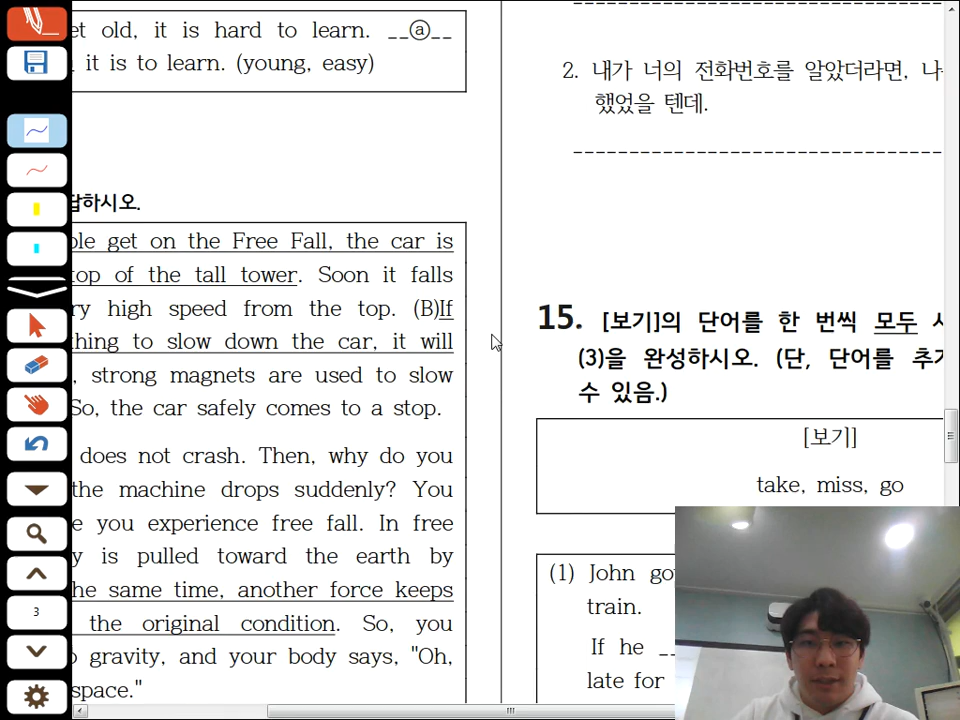 et old, it is hard to learn. __ⓐ__
it is to learn. (young, easy)
답하시오.
ple get on the Free Fall, the car is
top of the tall tower. Soon it falls
ry high speed from the top. (B)If
thing to slow down the car, it will
, strong magnets are used to slow
So, the car safely comes to a stop.
does not crash. Then, why do you
the machine drops suddenly? You
e you experience free fall. In free
y is pulled toward the earth by
he same time, another force keeps
the original condition. So, you
o gravity, and your body says, "Oh,
space."
3
2. 내가 너의 전화번호를 알았더라면, 나
했었을 텐데.
15. [보기]의 단어를 한 번씩 모두 사
(3)을 완성하시오. (단, 단어를 추가
수 있음.)
[보기]
take, miss, go
(1) John go
train.
If he __
late for